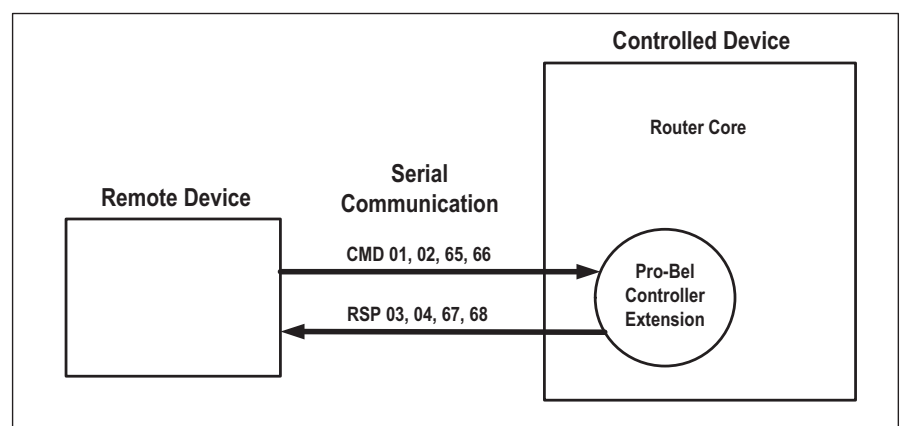 Controlled Device
Router Core
Serial
Communication
Remote Device
CMD 01, 02, 65, 66
RSP 03, 04, 67, 68
Pro-Bel
Controller
Extension